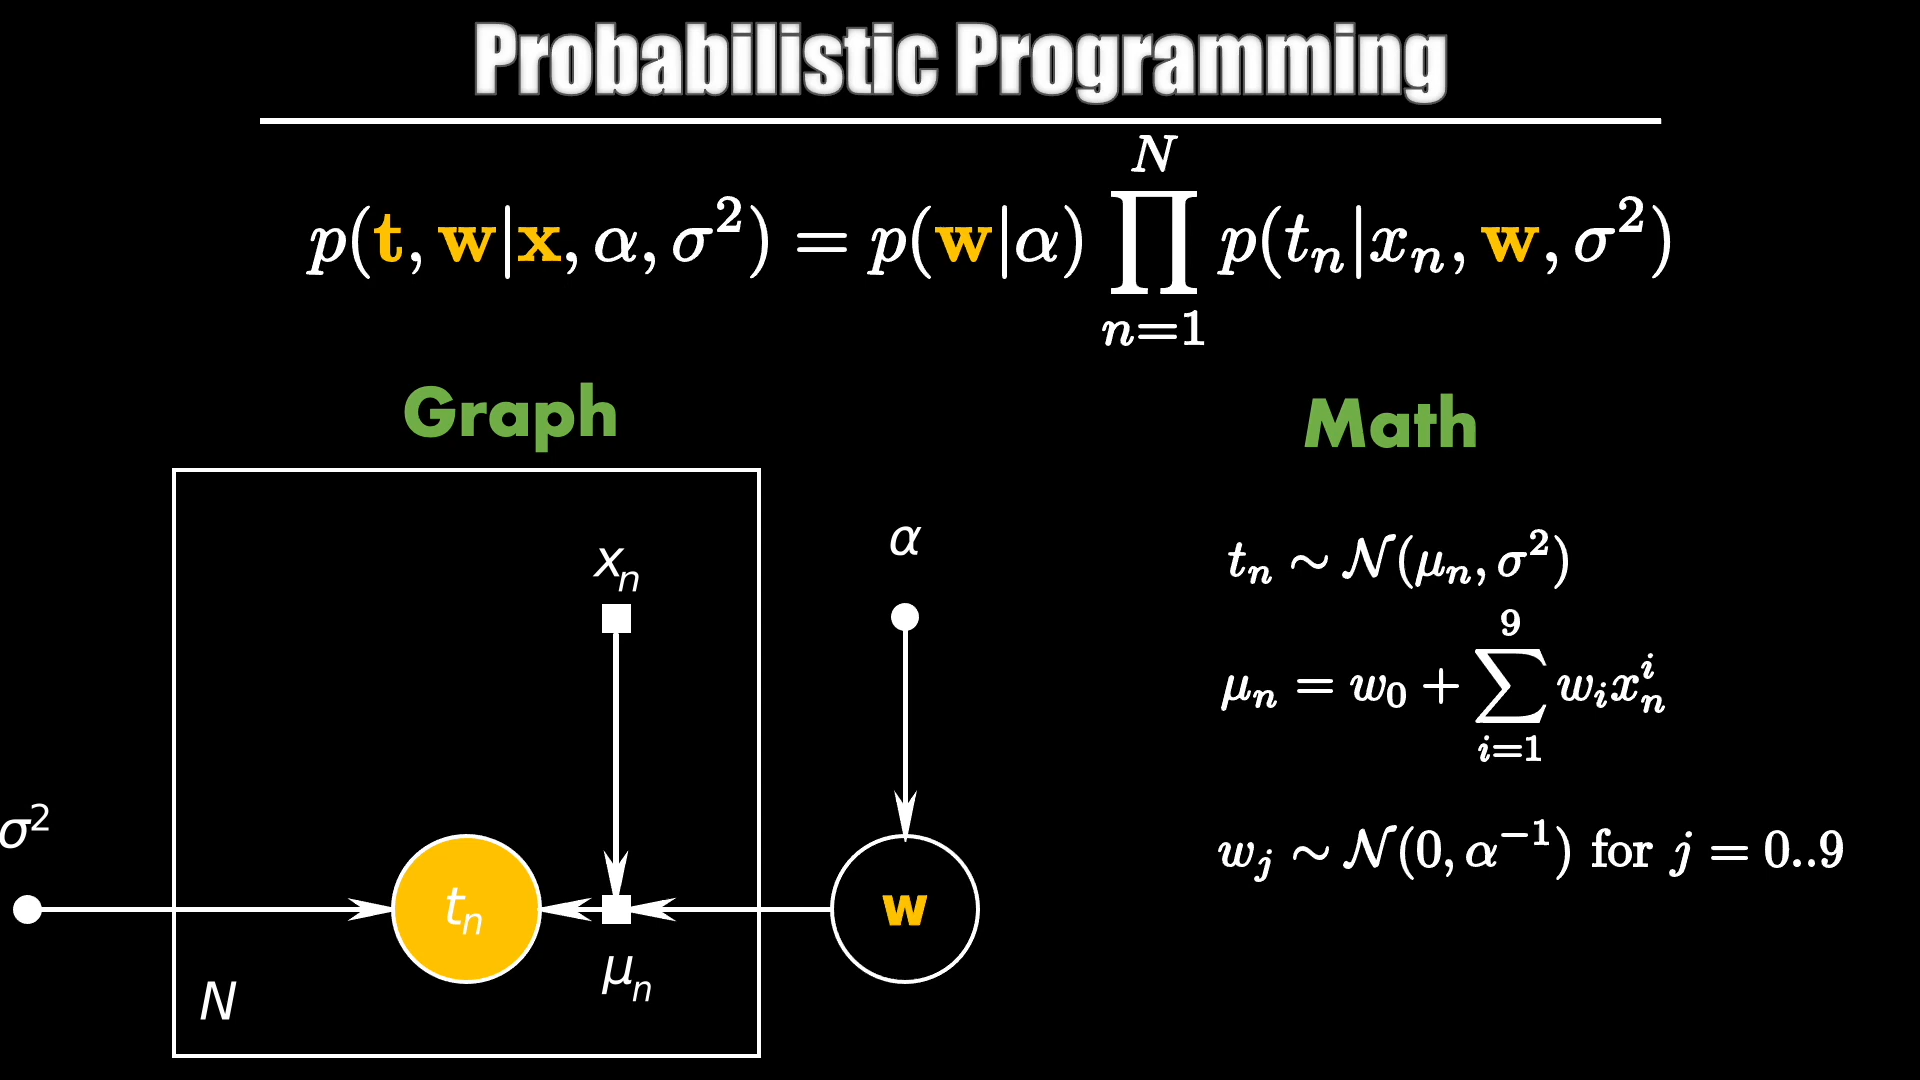 Probabilistic Programming
p(t, w|x, α, σ²) = p(w|α) ∏_{n=1}^{N} p(t_n|x_n, w, σ²)
Graph
Math
x_n
α
σ²
t_n
μ_n
w
N
t_n ∼ 𝒩(μ_n, σ²)
μ_n = w_0 + ∑_{i=1}^{9} w_i x_n^i
w_j ∼ 𝒩(0, α⁻¹) for j = 0..9